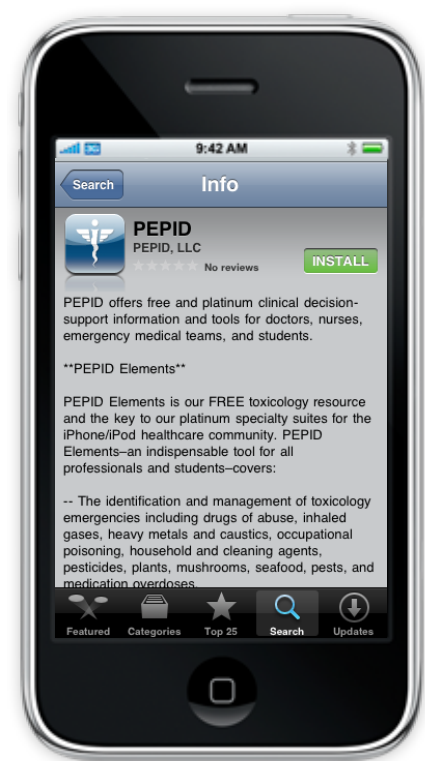 3G 9:42 AM
Search Info
PEPID
PEPID, LLC
No reviews
INSTALL
PEPID offers free and platinum clinical decision-
support information and tools for doctors, nurses,
emergency medical teams, and students.
**PEPID Elements**
PEPID Elements is our FREE toxicology resource
and the key to our platinum specialty suites for the
iPhone/iPod healthcare community. PEPID
Elements–an indispensable tool for all
professionals and students–covers:
-- The identification and management of toxicology
emergencies including drugs of abuse, inhaled
gases, heavy metals and caustics, occupational
poisoning, household and cleaning agents,
pesticides, plants, mushrooms, seafood, pests, and
medication overdoses.
Featured Categories Top 25 Search Updates